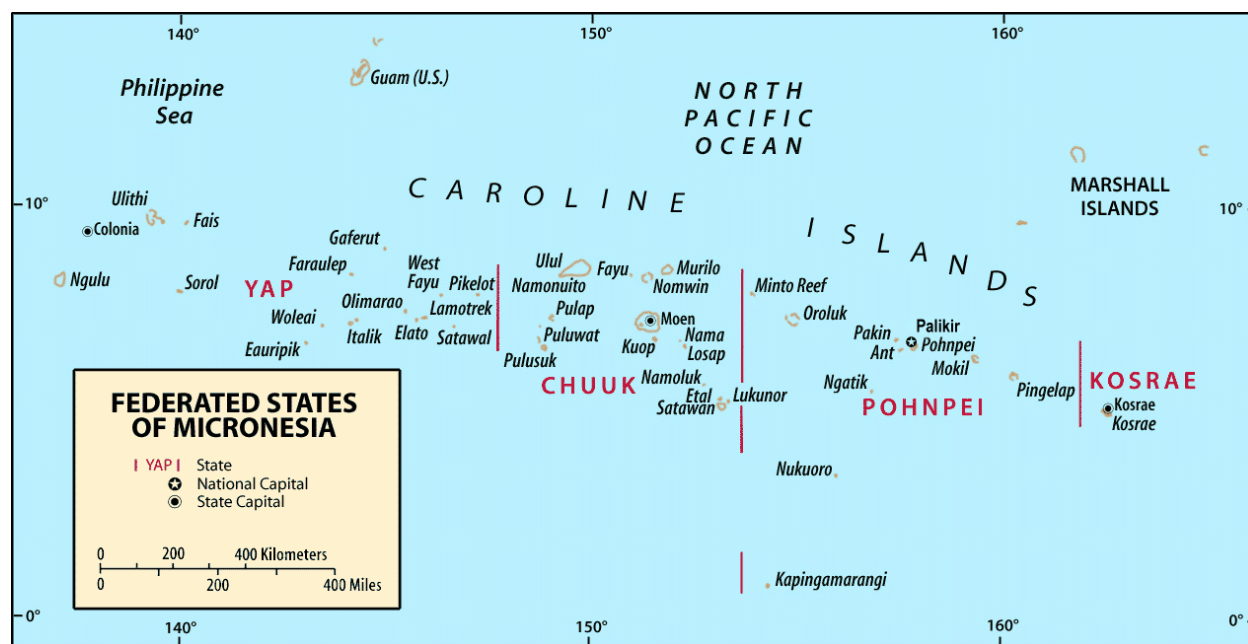 140°
150°
160°
Philippine
Sea
Guam (U.S.)
NORTH
PACIFIC
OCEAN
MARSHALL
ISLANDS
10°
10°
CAROLINE
ISLANDS
Ulithi
Fais
Colonia
Ngulu
Sorol
YAP
Gaferut
Faraulep
West
Fayu
Pikelot
Olimarao
Lamotrek
Woleai
Italik
Elato
Satawal
Eauripik
Ulul
Namonuito
Fayu
Murilo
Nomwin
Pulap
Moen
Puluwat
Pulusuk
Kuop
Nama
Losap
CHUUK
Namoluk
Etal
Satawan
Lukunor
Minto Reef
Oroluk
Pakin
Palikir
Pohnpei
Ant
Mokil
Ngatik
POHNPEI
Pingelap
KOSRAE
Kosrae
Kosrae
Nukuoro
Kapingamarangi
FEDERATED STATES
OF MICRONESIA
YAP State
National Capital
State Capital
0 200 400 Kilometers
0 200 400 Miles
0°
0°
140°
150°
160°